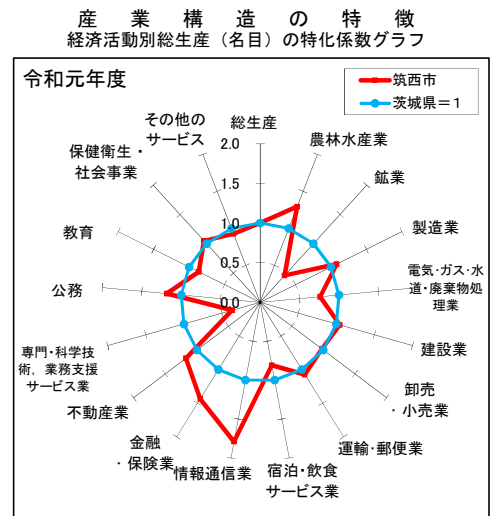 産業構造の特徴
経済活動別総生産（名目）の特化係数グラフ
令和元年度
筑西市
茨城県＝１
総生産
農林水産業
鉱業
製造業
電気・ガス・水
道・廃棄物処
理業
建設業
卸売
・小売業
運輸・郵便業
宿泊・飲食
サービス業
情報通信業
金融
・保険業
不動産業
専門・科学技
術，業務支援
サービス業
公務
教育
保健衛生・
社会事業
その他の
サービス
2.0
1.5
1.0
0.5
0.0